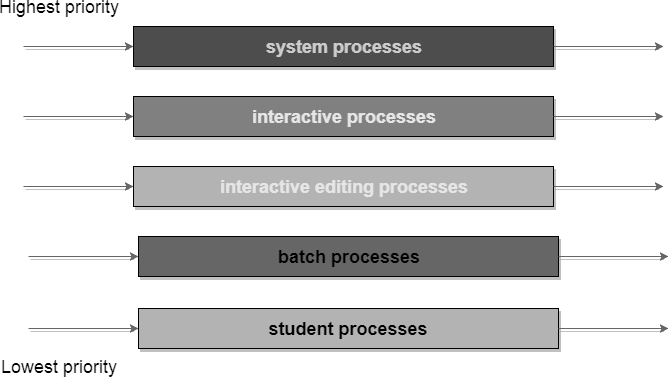 Highest priority
system processes
interactive processes
interactive editing processes
batch processes
student processes
Lowest priority